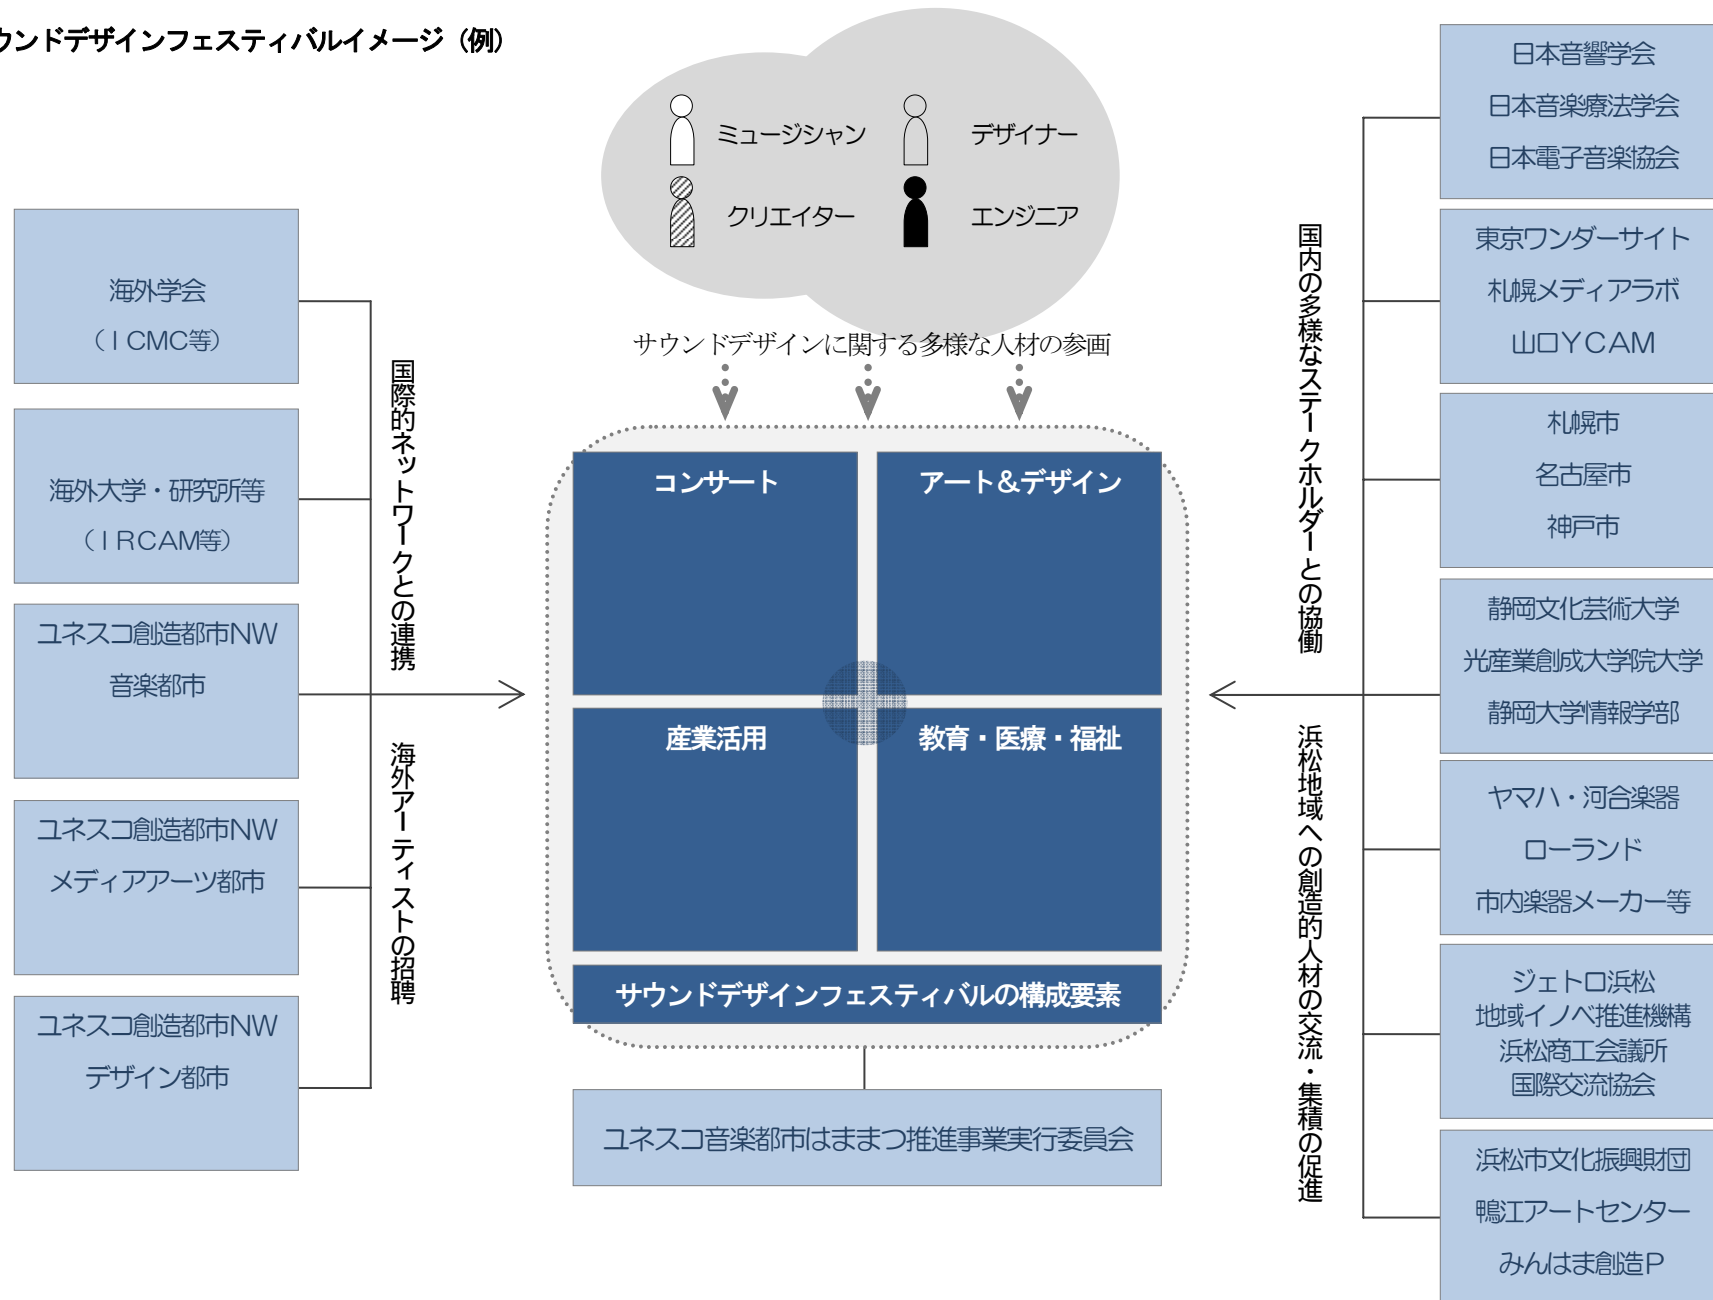 ウンドデザインフェスティバルイメージ（例）
ミュージシャン
デザイナー
クリエイター
エンジニア
サウンドデザインに関する多様な人材の参画
海外学会
（ICMC等）
海外大学・研究所等
（IRCAM等）
ユネスコ創造都市NW
音楽都市
ユネスコ創造都市NW
メディアアーツ都市
ユネスコ創造都市NW
デザイン都市
国際的ネットワークとの連携
海外アーティストの招聘
コンサート
アート＆デザイン
産業活用
教育・医療・福祉
サウンドデザインフェスティバルの構成要素
ユネスコ音楽都市はままつ推進事業実行委員会
国内の多様なステークホルダーとの協働
浜松地域への創造的人材の交流・集積の促進
日本音響学会
日本音楽療法学会
日本電子音楽協会
東京ワンダーサイト
札幌メディアラボ
山口YCAM
札幌市
名古屋市
神戸市
静岡文化芸術大学
光産業創成大学院大学
静岡大学情報学部
ヤマハ・河合楽器
ローランド
市内楽器メーカー等
ジェトロ浜松
地域イノベ推進機構
浜松商工会議所
国際交流協会
浜松市文化振興財団
鴨江アートセンター
みんはま創造P